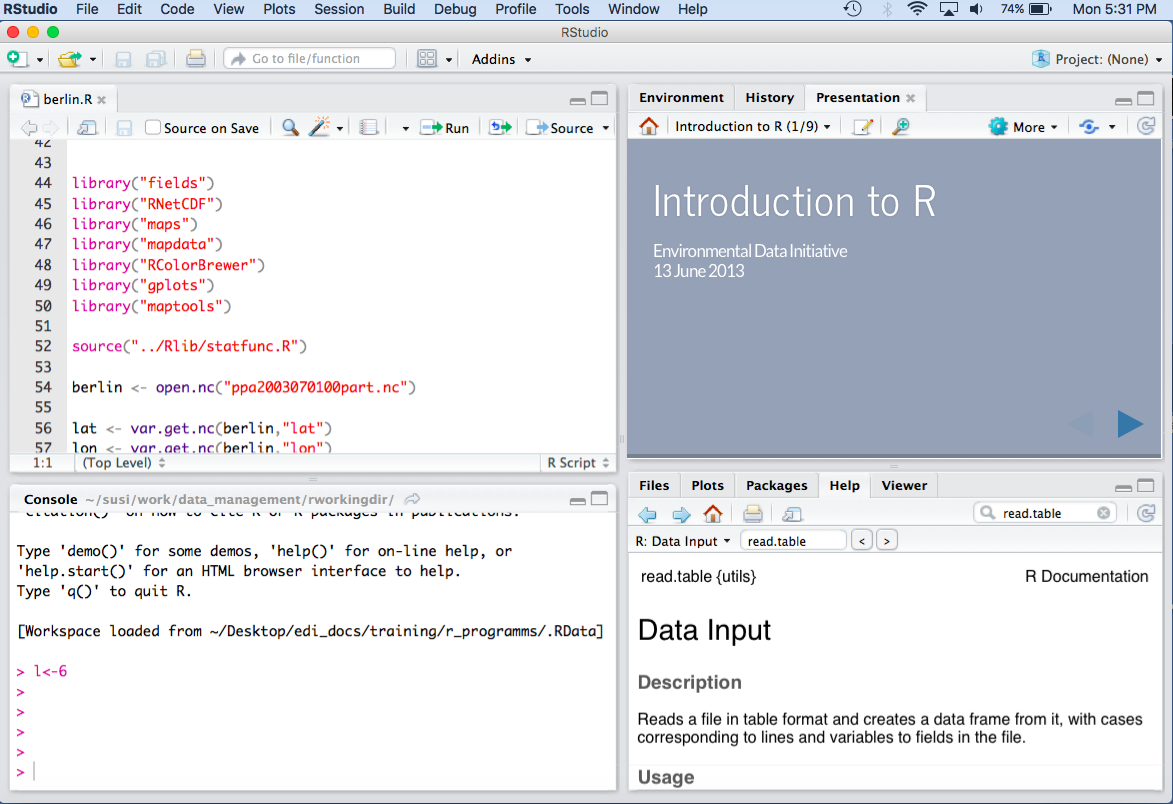 RStudio File Edit Code View Plots Session Build Debug Profile Tools Window Help 74% Mon 5:31 PM
RStudio
Go to file/function Addins Project: (None)
berlin.R
Source on Save Run Source
42
43
44 library("fields")
45 library("RNetCDF")
46 library("maps")
47 library("mapdata")
48 library("RColorBrewer")
49 library("gplots")
50 library("maptools")
51
52 source("../Rlib/statfunc.R")
53
54 berlin <- open.nc("ppa2003070100part.nc")
55
56 lat <- var.get.nc(berlin,"lat")
57 lon <- var.get.nc(berlin,"lon")
1:1 (Top Level) R Script
Console ~/susi/work/data_management/rworkingdir/
'citation()' on how to cite R or R packages in publications.
Type 'demo()' for some demos, 'help()' for on-line help, or
'help.start()' for an HTML browser interface to help.
Type 'q()' to quit R.
[Workspace loaded from ~/Desktop/edi_docs/training/r_programms/.RData]
> l<-6
>
>
>
>
>
Environment History Presentation
Introduction to R (1/9) More
Introduction to R
Environmental Data Initiative
13 June 2013
Files Plots Packages Help Viewer
read.table
R: Data Input read.table < >
read.table {utils} R Documentation
Data Input
Description
Reads a file in table format and creates a data frame from it, with cases
corresponding to lines and variables to fields in the file.
Usage